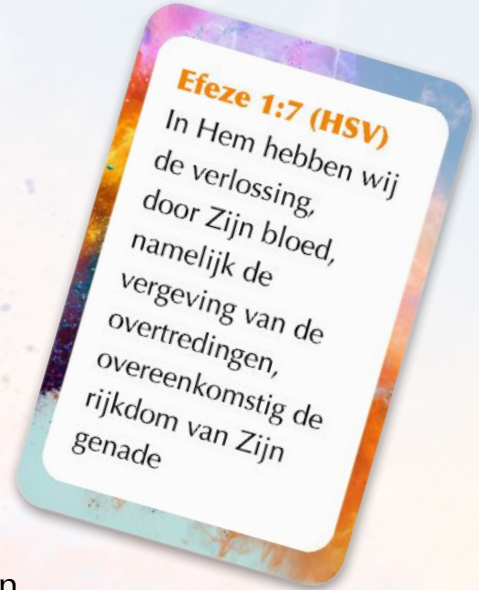 Efeze 1:7 (HSV)
In Hem hebben wij
de verlossing,
door Zijn bloed,
namelijk de
vergeving van de
overtredingen,
overeenkomstig de
rijkdom van Zijn
genade
n